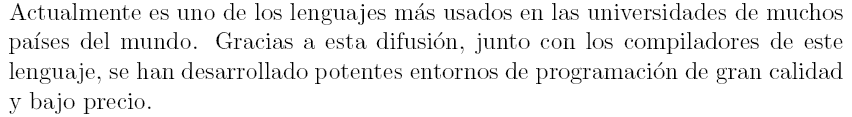 Actualmente es uno de los lenguajes más usados en las universidades de muchos
países del mundo. Gracias a esta difusión, junto con los compiladores de este
lenguaje, se han desarrollado potentes entornos de programación de gran calidad
y bajo precio.